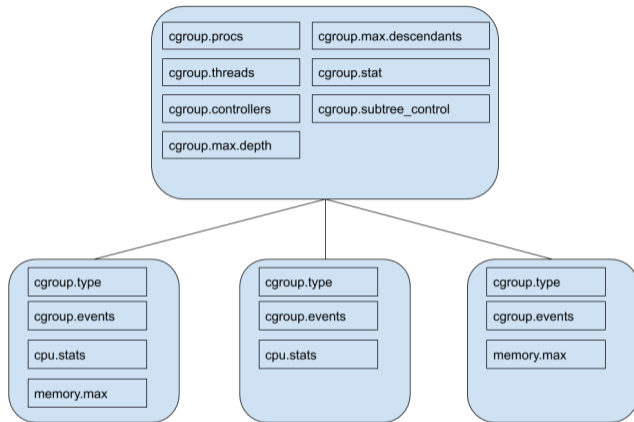 cgroup.procs
cgroup.max.descendants
cgroup.threads
cgroup.stat
cgroup.controllers
cgroup.subtree_control
cgroup.max.depth
cgroup.type
cgroup.events
cpu.stats
memory.max
cgroup.type
cgroup.events
cpu.stats
cgroup.type
cgroup.events
memory.max